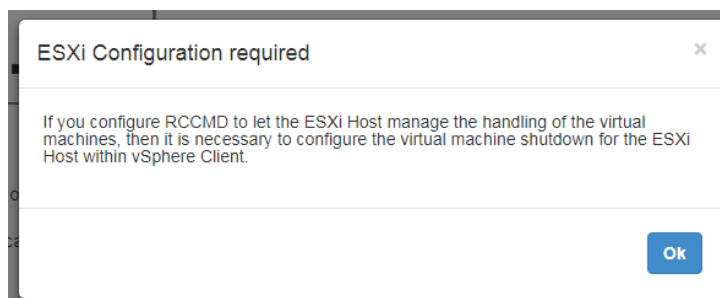 ESXi Configuration required
×
If you configure RCCMD to let the ESXi Host manage the handling of the virtual
machines, then it is necessary to configure the virtual machine shutdown for the ESXi
Host within vSphere Client.
Ok